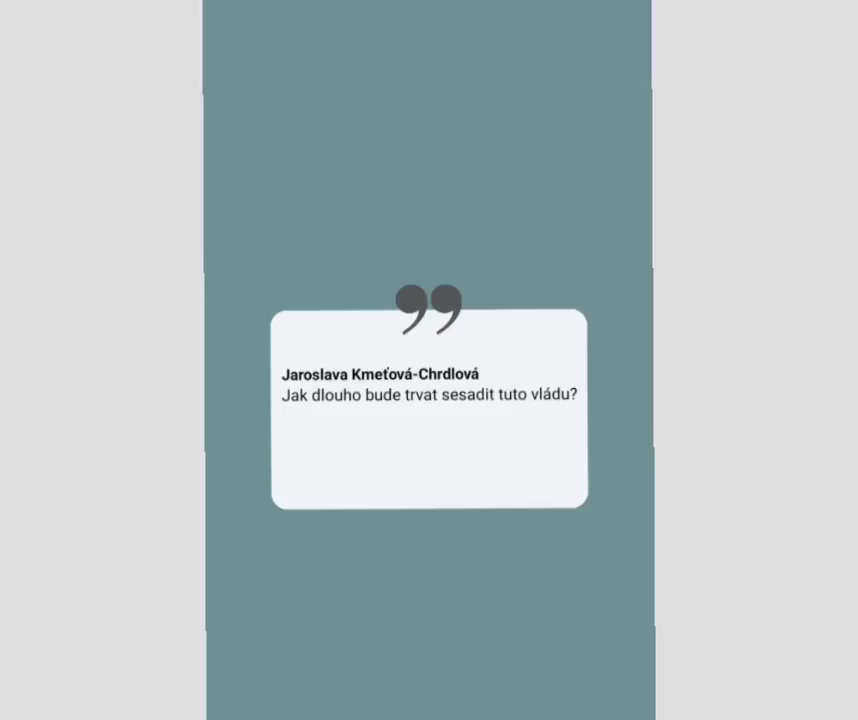 Jaroslava Kmeťová-Chrdlová
Jak dlouho bude trvat sesadit tuto vládu?